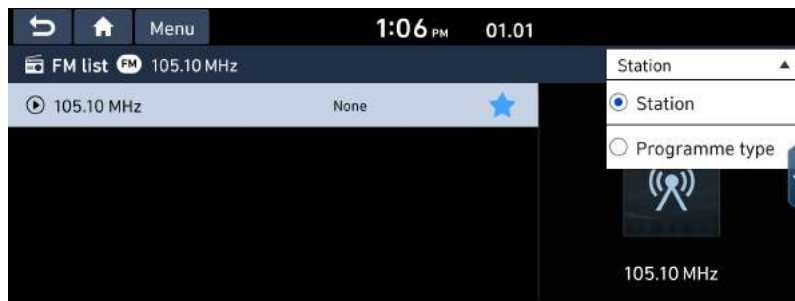 Menu 1:06 PM 01.01
FM list FM 105.10 MHz
Station
105.10 MHz None
Station
Programme type
105.10 MHz